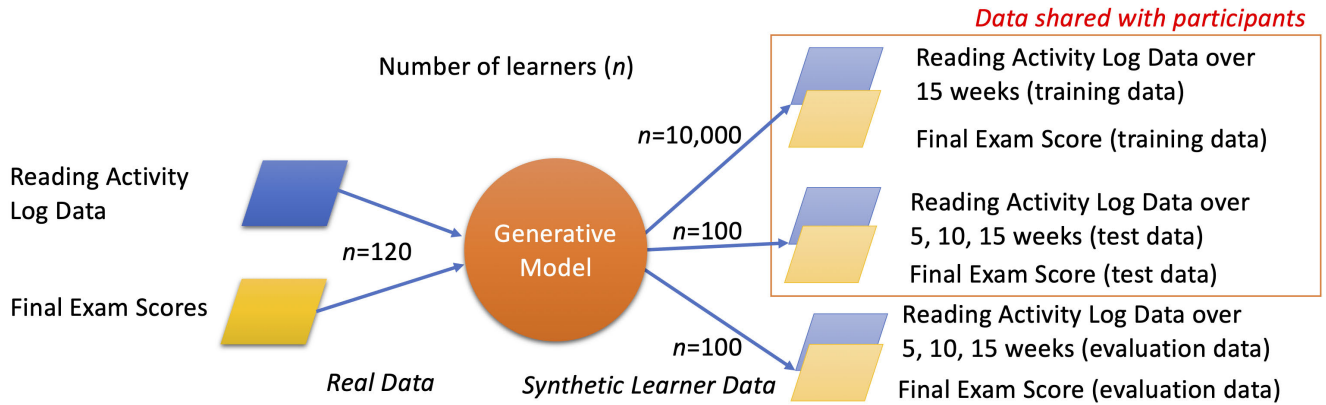 Data shared with participants
Number of learners (n)
Reading Activity Log Data over
15 weeks (training data)
n=10,000
Final Exam Score (training data)
Reading Activity
Log Data
n=120
Generative
Model
n=100
Reading Activity Log Data over
5, 10, 15 weeks (test data)
Final Exam Score (test data)
Final Exam Scores
n=100
Reading Activity Log Data over
5, 10, 15 weeks (evaluation data)
Real Data
Synthetic Learner Data
Final Exam Score (evaluation data)